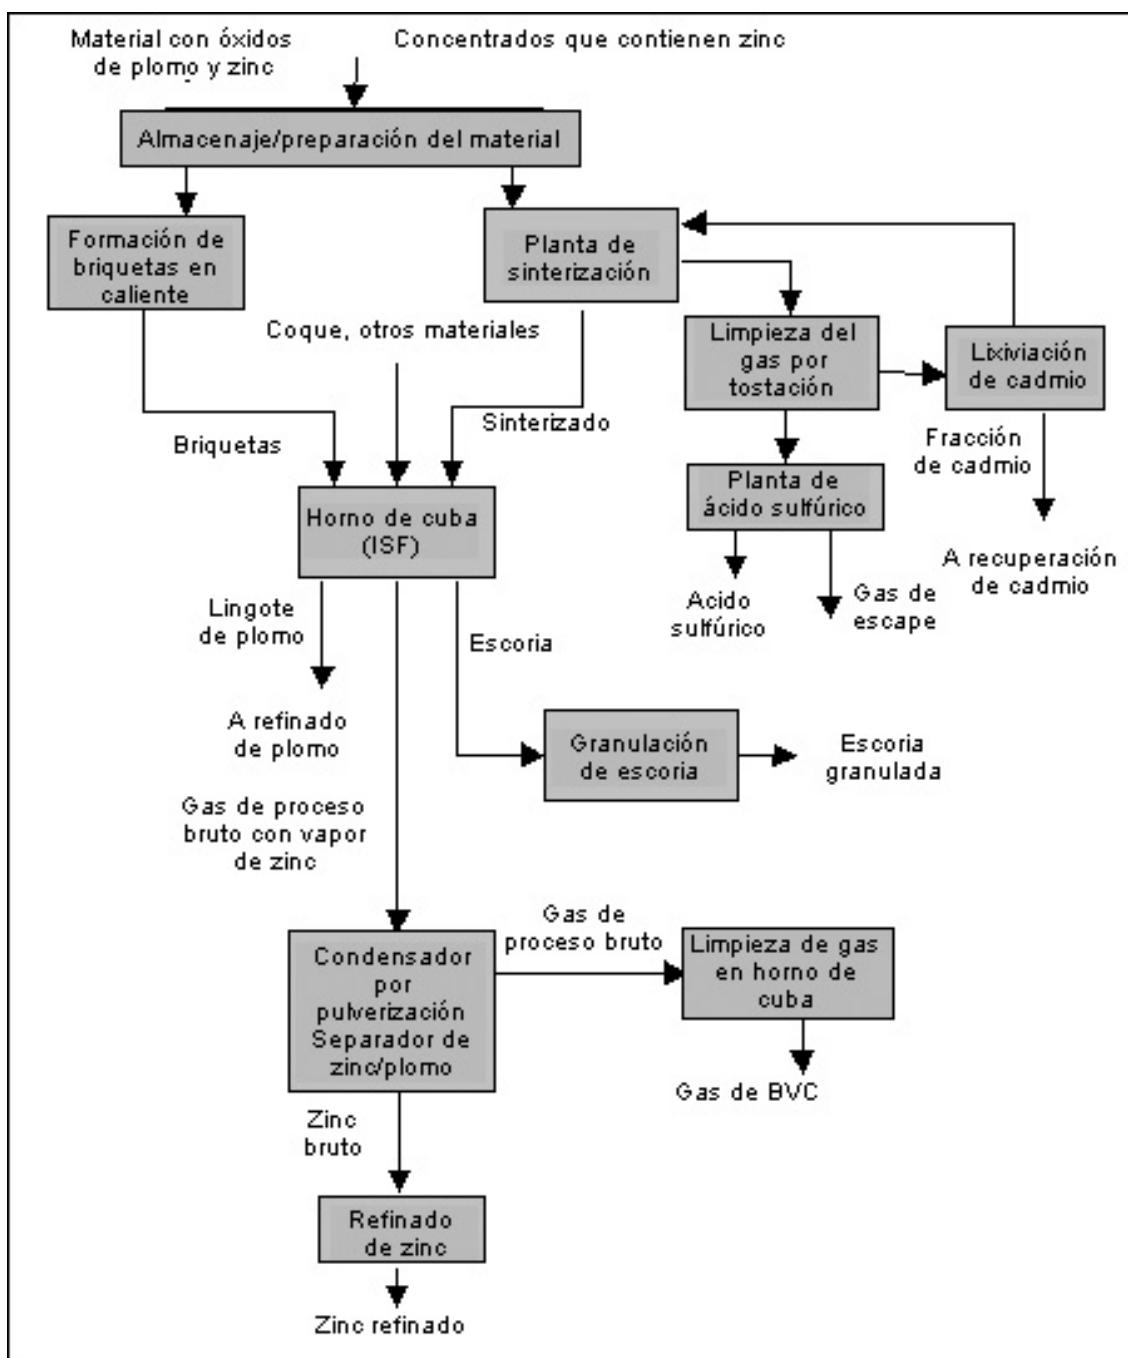 Material con óxidos
de plomo y zinc
Concentrados que contienen zinc
Almacenaje/preparación del material
Formación de
briquetas en
caliente
Planta de
sinterización
Coque, otros materiales
Limpieza del
gas por
tostación
Lixiviación
de cadmio
Briquetas
Sinterizado
Fracción
de cadmio
Planta de
ácido sulfúrico
Horno de cuba
(ISF)
A recuperación
de cadmio
Lingote
de plomo
Escoria
Acido
sulfúrico
Gas de
escape
A refinado
de plomo
Granulación
de escoria
Escoria
granulada
Gas de proceso
bruto con vapor
de zinc
Condensador
por
pulverización
Separador de
zinc/plomo
Gas de
proceso bruto
Limpieza de gas
en horno de
cuba
Gas de BVC
Zinc
bruto
Refinado
de zinc
Zinc refinado